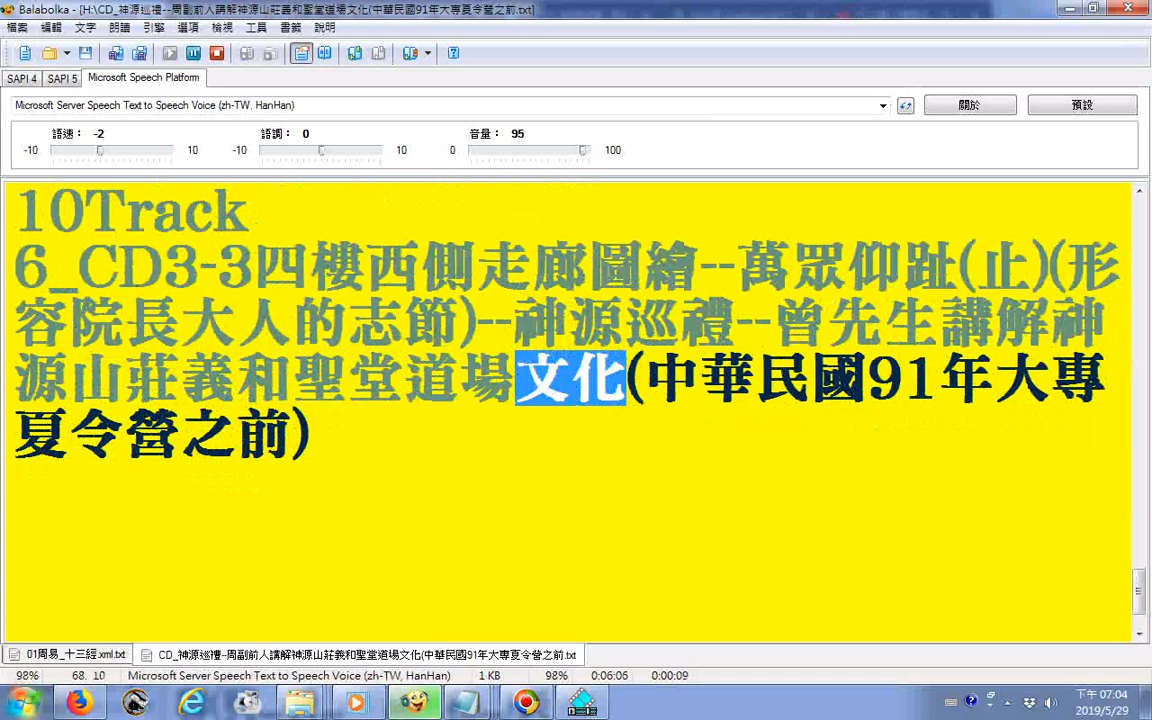 Balabolka - [H:\CD_神源巡禮--周副前人講解神源山莊義和聖堂道場文化(中華民國91年大專夏令營之前.txt]
檔案 編輯 文字 朗讀 引擎 選項 檢視 工具 書籤 說明
SAPI 4 SAPI 5 Microsoft Speech Platform
Microsoft Server Speech Text to Speech Voice (zh-TW, HanHan) 關於 預設
語速： -2 語調： 0 音量： 95
-10 10 -10 10 0 100
10Track
6_CD3-3四樓西側走廊圖繪--萬眾仰趾(止)(形
容院長大人的志節)--神源巡禮--曾先生講解神
源山莊義和聖堂道場文化(中華民國91年大專
夏令營之前)
01周易_十三經.xml.txt CD_神源巡禮--周副前人講解神源山莊義和聖堂道場文化(中華民國91年大專夏令營之前.txt
98% 68, 10 Microsoft Server Speech Text to Speech Voice (zh-TW, HanHan) 1 KB 98% 0:06:06 0:00:09
下午 07:04
2019/5/29